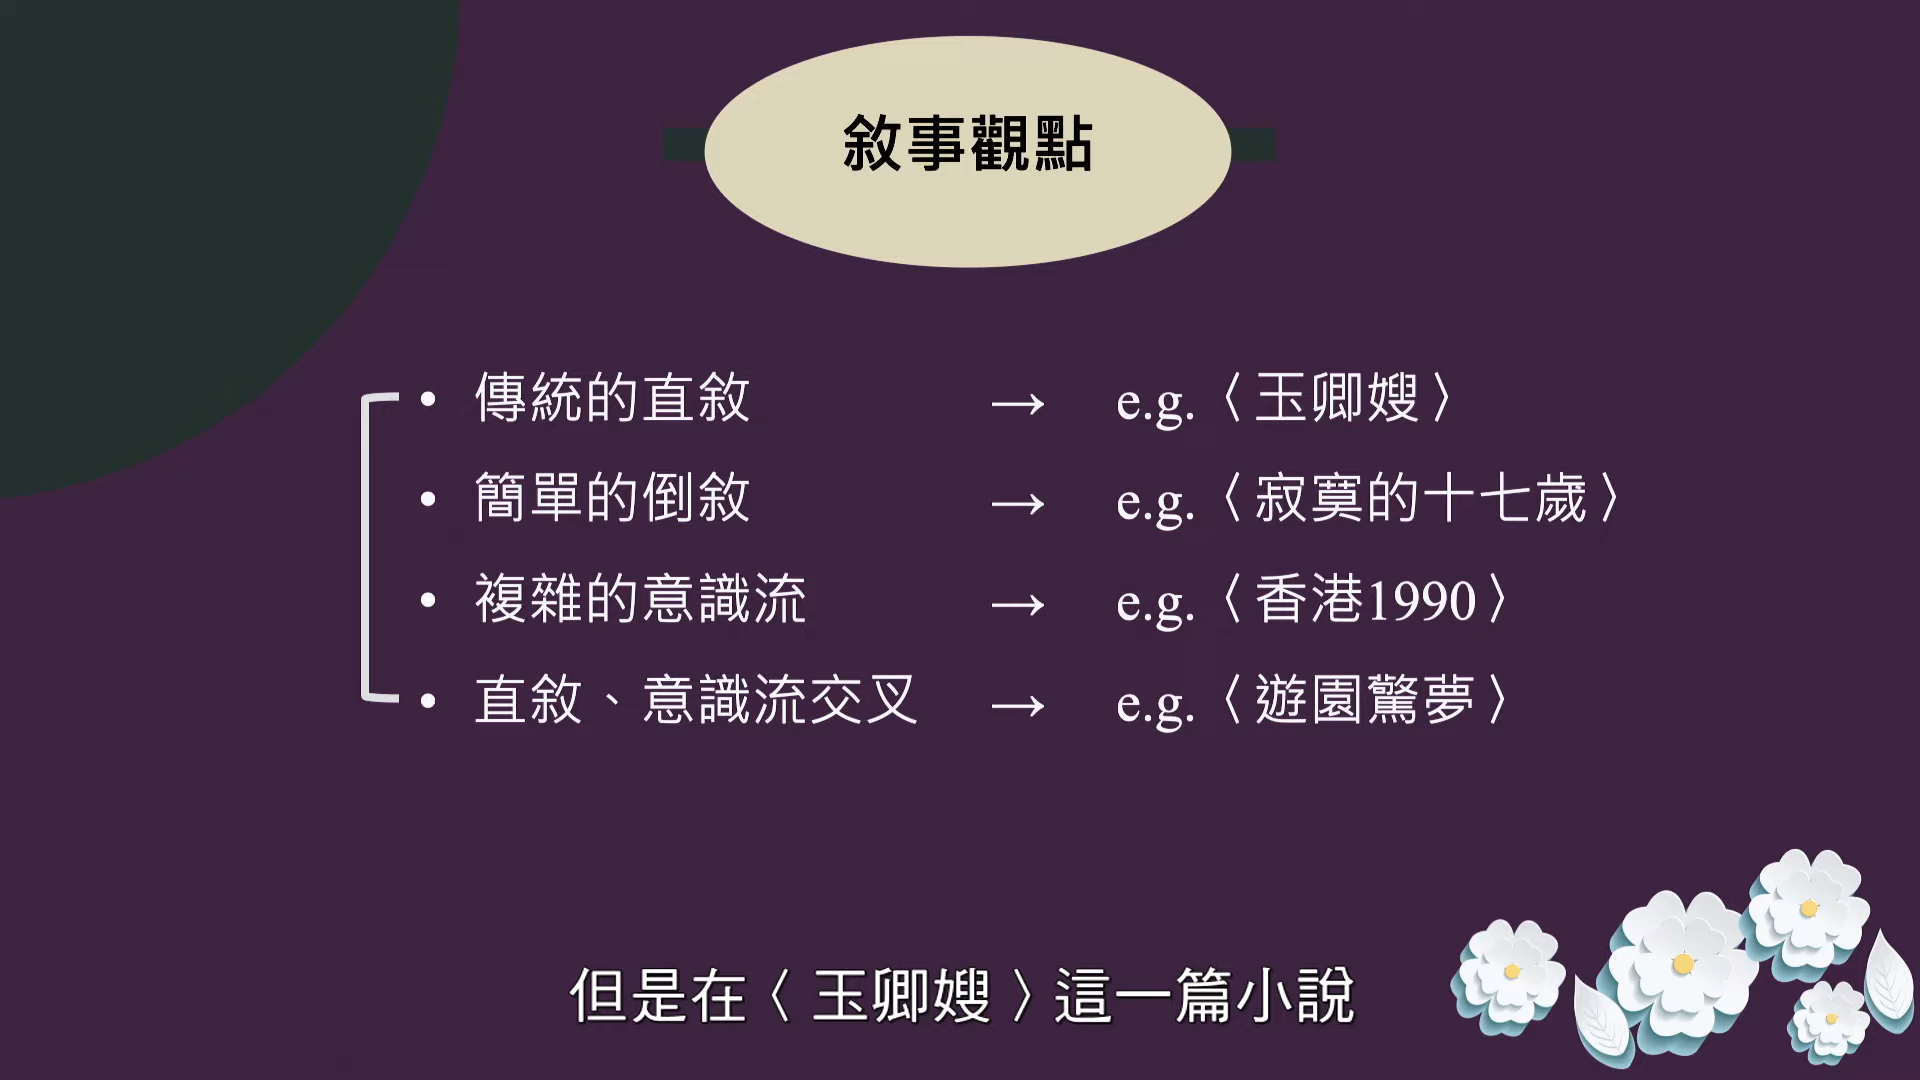 敘事觀點
• 傳統的直敘 → e.g.〈玉卿嫂〉
• 簡單的倒敘 → e.g.〈寂寞的十七歲〉
• 複雜的意識流 → e.g.〈香港1990〉
• 直敘、意識流交叉 → e.g.〈遊園驚夢〉
但是在〈玉卿嫂〉這一篇小說